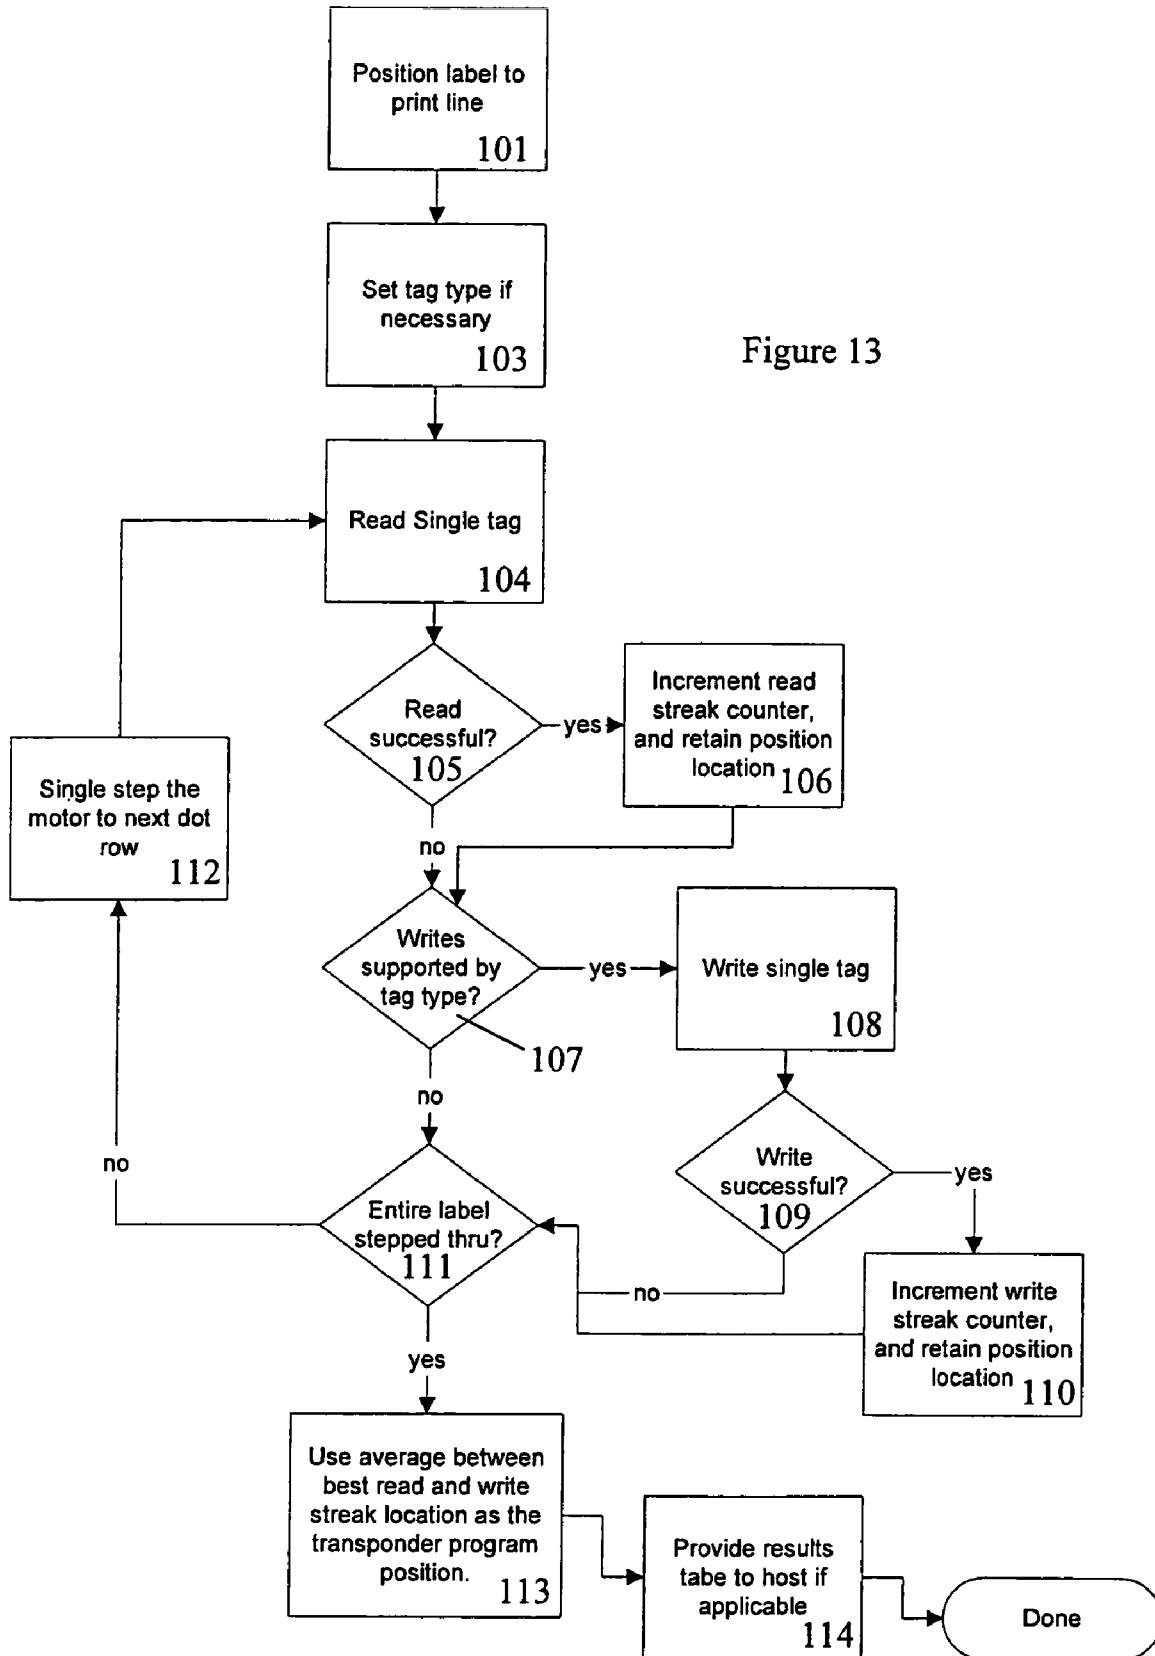 Position label to
print line
101
Set tag type if
necessary
103
Figure 13
Read Single tag
104
Read
successful?
105
yes
Increment read
streak counter,
and retain position
location
106
Single step the
motor to next dot
row
112
no
Writes
supported by
tag type?
107
yes
Write single tag
108
no
Write
successful?
109
yes
no
Entire label
stepped thru?
111
no
Increment write
streak counter,
and retain position
location
110
yes
Use average between
best read and write
streak location as the
transponder program
position.
113
Provide results
tabe to host if
applicable
114
Done